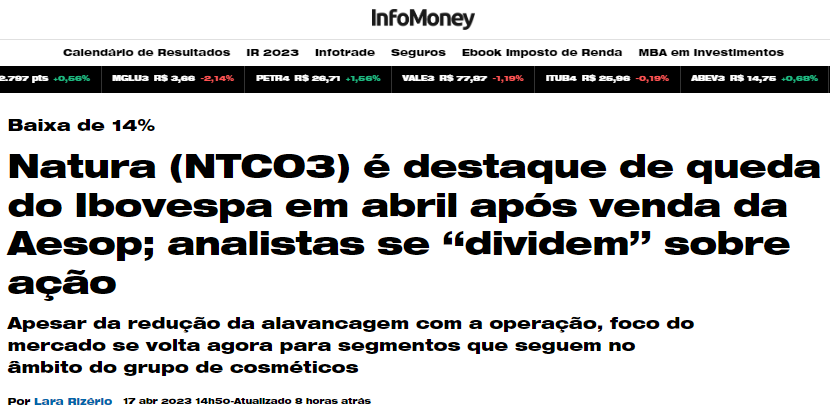 InfoMoney
Calendário de Resultados IR 2023 Infotrade Seguros Ebook Imposto de Renda MBA em Investimentos
2.797 pts +0,56% MGLU3 R$ 3,66 -2,14% PETR4 R$ 26,71 +1,56% VALE3 R$ 77,87 -1,19% ITUB4 R$ 25,96 -0,19% ABEV3 R$ 14,75 +0,68%
Baixa de 14%
Natura (NTCO3) é destaque de queda
do Ibovespa em abril após venda da
Aesop; analistas se “dividem” sobre
ação
Apesar da redução da alavancagem com a operação, foco do
mercado se volta agora para segmentos que seguem no
âmbito do grupo de cosméticos
Por Lara Rizério 17 abr 2023 14h50-Atualizado 8 horas atrás